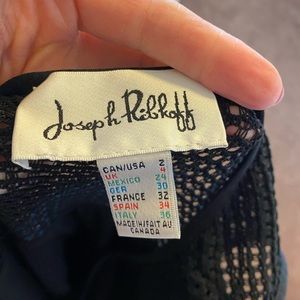 Joseph Ribkoff
CAN/USA 2
UK 4
MEXICO 24
GER 30
FRANCE 32
SPAIN 34
ITALY 36
MADE IN/FAIT AU
CANADA